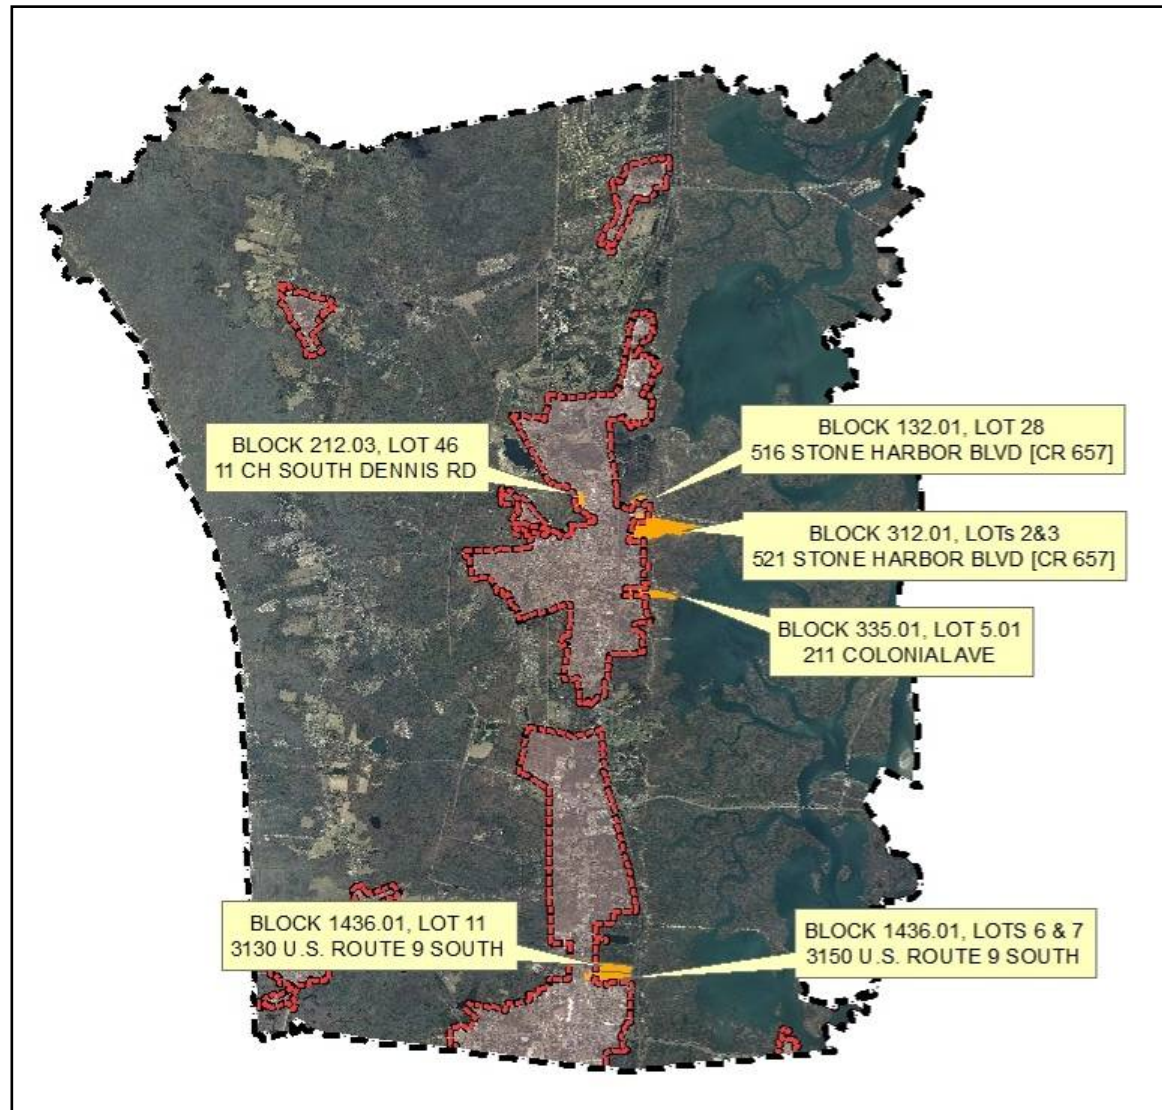 BLOCK 212.03, LOT 46
11 CH SOUTH DENNIS RD
BLOCK 132.01, LOT 28
516 STONE HARBOR BLVD [CR 657]
BLOCK 312.01, LOTs 2&3
521 STONE HARBOR BLVD [CR 657]
BLOCK 335.01, LOT 5.01
211 COLONIAL AVE
BLOCK 1436.01, LOT 11
3130 U.S. ROUTE 9 SOUTH
BLOCK 1436.01, LOTS 6 & 7
3150 U.S. ROUTE 9 SOUTH